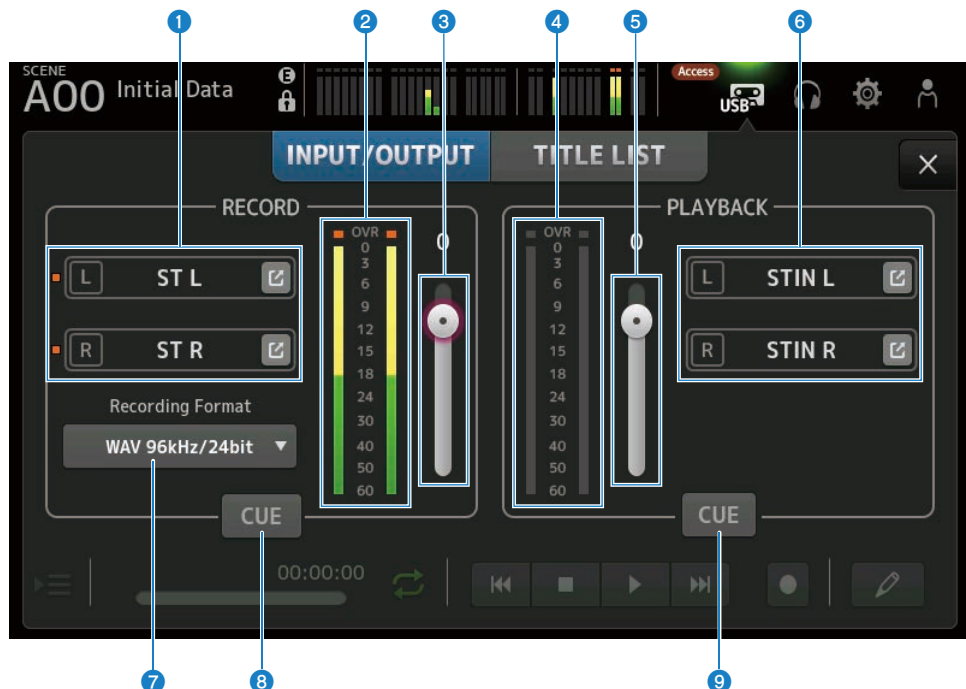 1 2 3 4 5 6
SCENE
A00 Initial Data
E
Access
USB
INPUT/OUTPUT TITLE LIST
RECORD
PLAYBACK
L ST L
R ST R
Recording Format
WAV 96kHz/24bit
OVR
0
3
6
9
12
15
18
24
30
40
50
60
0
CUE
OVR
0
3
6
9
12
15
18
24
30
40
50
60
0
L STIN L
R STIN R
CUE
00:00:00
7 8 9